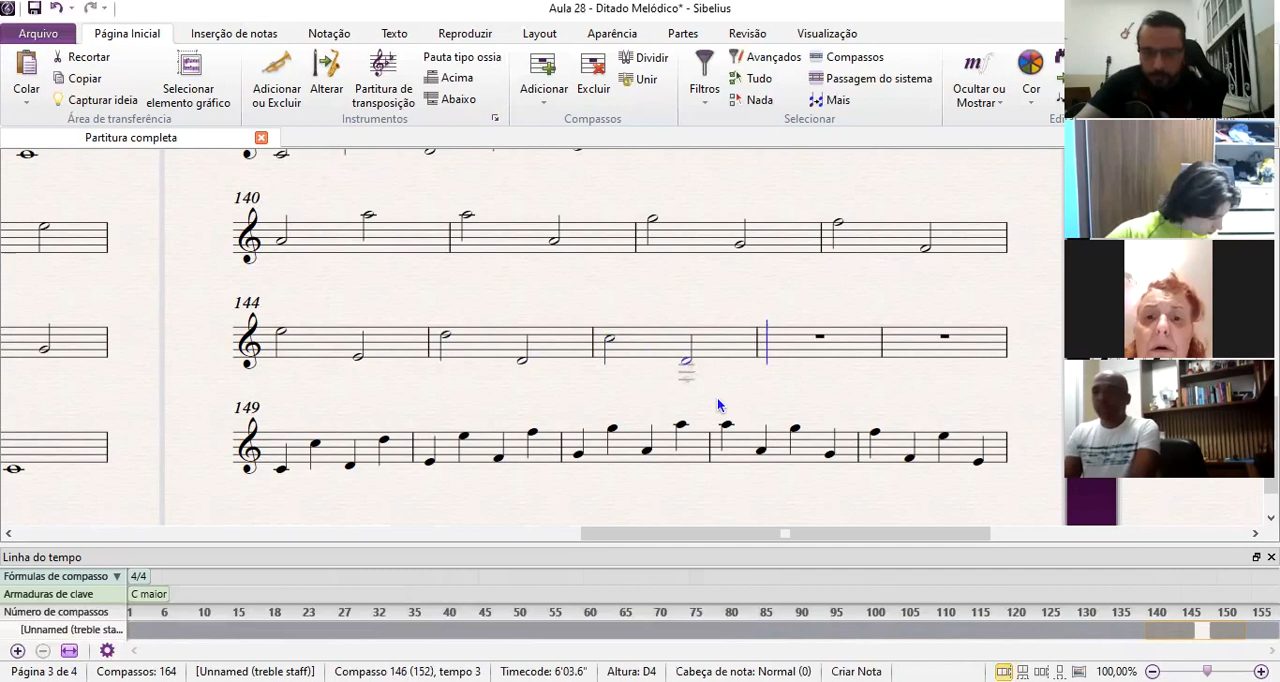 Aula 28 - Ditado Melódico* - Sibelius
Arquivo Página Inicial Inserção de notas Notação Texto Reproduzir Layout Aparência Partes Revisão Visualização
Colar
Recortar
Copiar
Capturar ideia
Selecionar elemento gráfico
Área de transferência
Adicionar ou Excluir
Alterar
Partitura de transposição
Pauta tipo ossia
Acima
Abaixo
Instrumentos
Adicionar
Excluir
Dividir
Unir
Compassos
Filtros
Avançados
Tudo
Nada
Compassos
Passagem do sistema
Mais
Selecionar
mf
Ocultar ou Mostrar
Cor
Partitura completa
140
144
149
Linha do tempo
Fórmulas de compasso 4/4
Armaduras de clave C maior
Número de compassos 1 6 10 14 18 23 27 32 36 40 45 50 55 60 65 70 75 80 85 90 95 100 105 110 115 120 125 130 135 140 145 150 155
[Unnamed (treble sta...
Página 3 de 4 Compassos: 164 [Unnamed (treble staff)] Compasso 146 (152), tempo 3 Timecode: 6'03.6" Altura: D4 Cabeça de nota: Normal (0) Criar Nota 100,00%